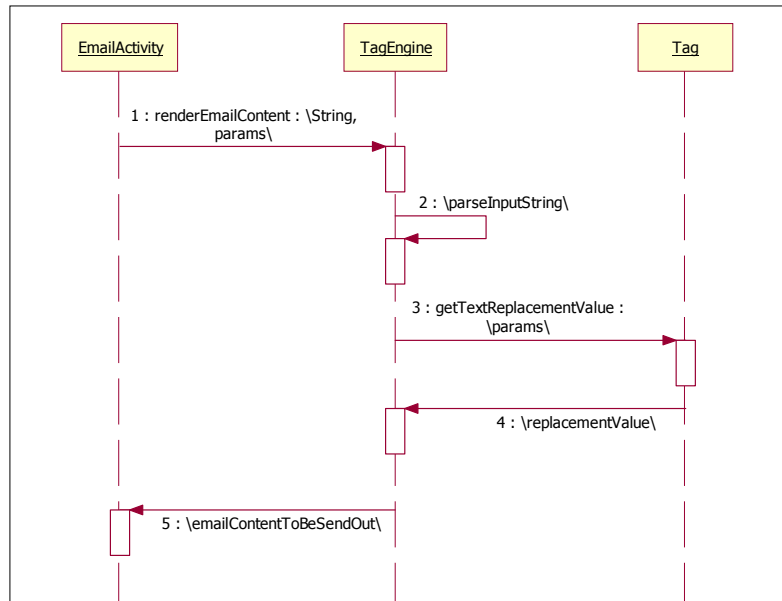 EmailActivity
TagEngine
Tag
1 : renderEmailContent : \String,
params\
2 : \parseInputString\
3 : getTextReplacementValue :
\params\
4 : \replacementValue\
5 : \emailContentToBeSendOut\